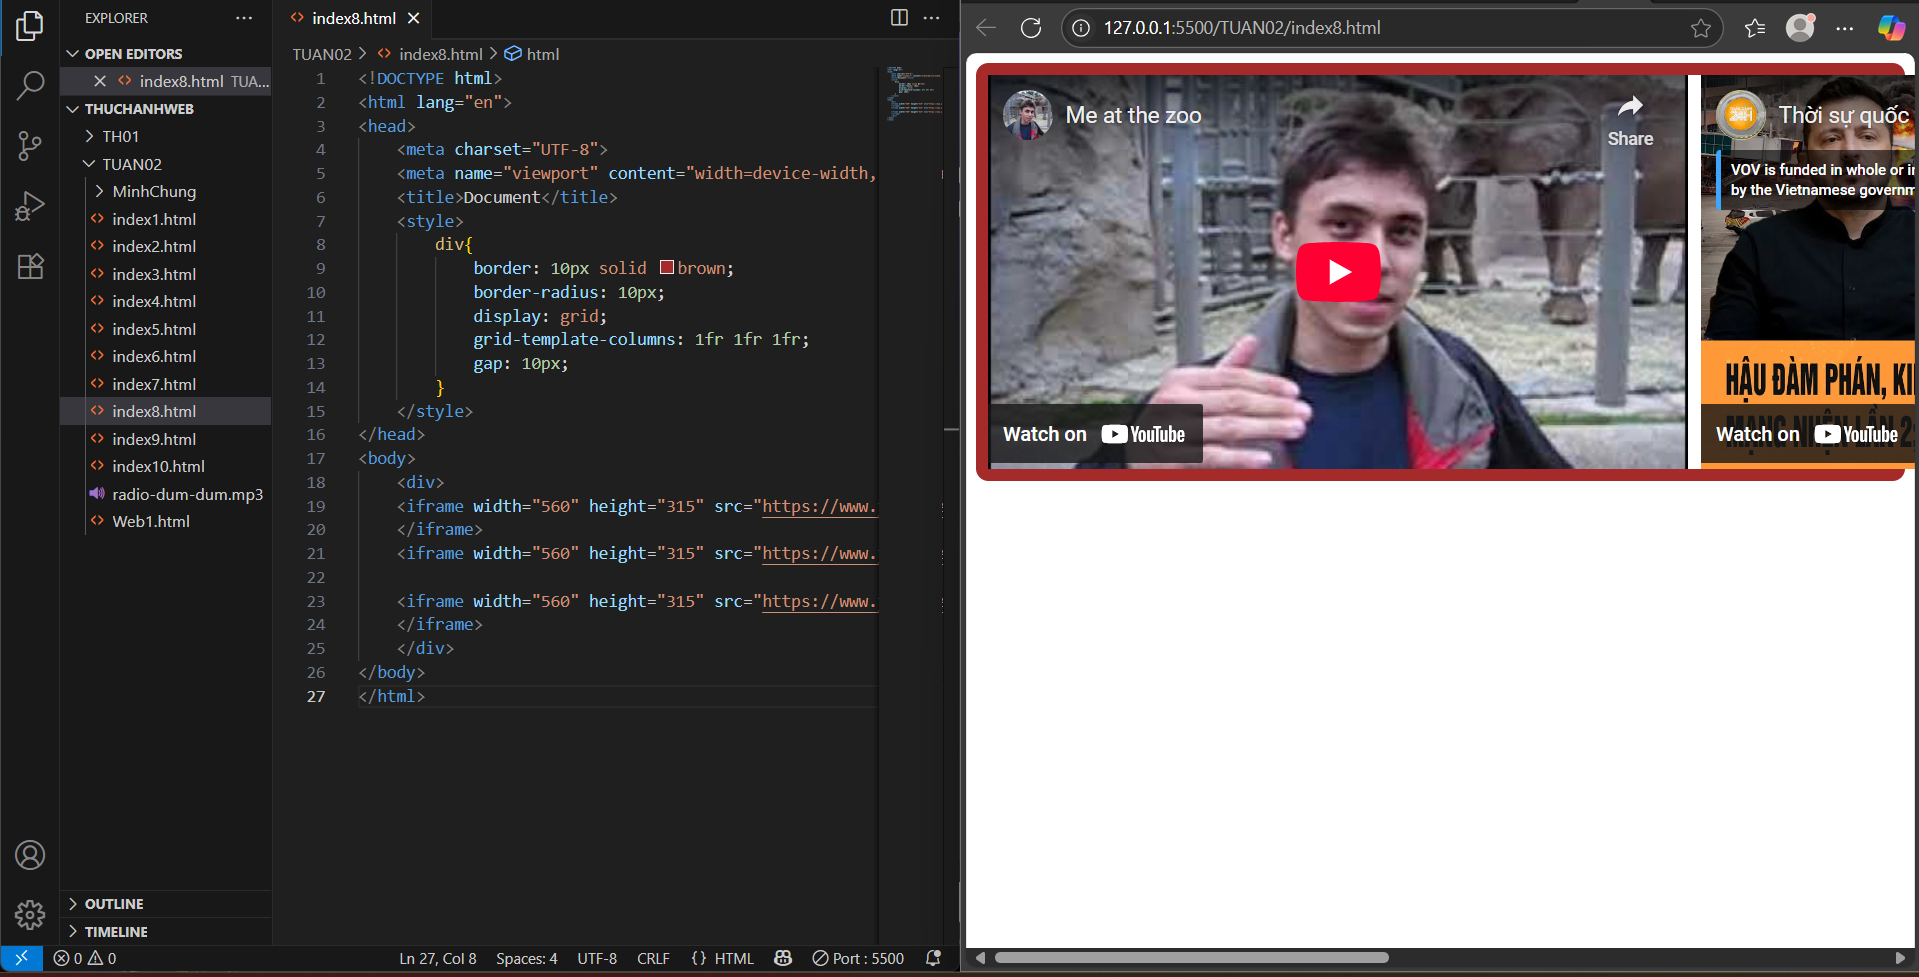 EXPLORER
OPEN EDITORS
index8.html TUA...
THUCHANHWEB
TH01
TUAN02
MinhChung
index1.html
index2.html
index3.html
index4.html
index5.html
index6.html
index7.html
index8.html
index9.html
index10.html
radio-dum-dum.mp3
Web1.html
OUTLINE
TIMELINE
index8.html
TUAN02 > index8.html > html
1 <!DOCTYPE html>
2 <html lang="en">
3 <head>
4 <meta charset="UTF-8">
5 <meta name="viewport" content="width=device-width,
6 <title>Document</title>
7 <style>
8 div{
9 border: 10px solid brown;
10 border-radius: 10px;
11 display: grid;
12 grid-template-columns: 1fr 1fr 1fr;
13 gap: 10px;
14 }
15 </style>
16 </head>
17 <body>
18 <div>
19 <iframe width="560" height="315" src="https://www.
20 </iframe>
21 <iframe width="560" height="315" src="https://www.
22
23 <iframe width="560" height="315" src="https://www.
24 </iframe>
25 </div>
26 </body>
27 </html>
0 0
Ln 27, Col 8 Spaces: 4 UTF-8 CRLF {} HTML Port : 5500
127.0.0.1:5500/TUAN02/index8.html
Me at the zoo
Share
Watch on YouTube
24H
Thời sự quốc
VOV is funded in whole or i
by the Vietnamese governm
HẬU ĐÀM PHÁN, KI
MẠNG NHIỆN LẦN 2
Watch on YouTube